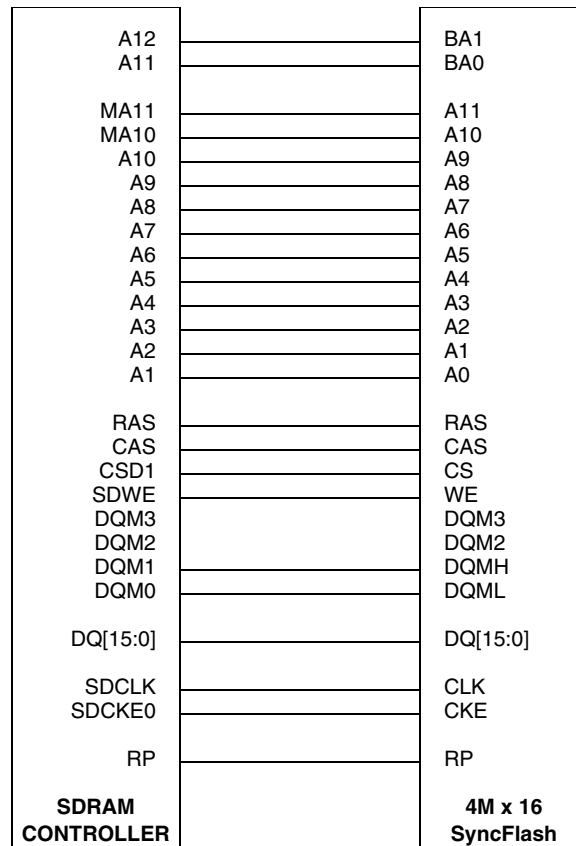 A12 BA1
A11 BA0
MA11 A11
MA10 A10
A10 A9
A9 A8
A8 A7
A7 A6
A6 A5
A5 A4
A4 A3
A3 A2
A2 A1
A1 A0
RAS RAS
CAS CAS
CSD1 CS
SDWE WE
DQM3 DQM3
DQM2 DQM2
DQM1 DQMH
DQM0 DQML
DQ[15:0] DQ[15:0]
SDCLK CLK
SDCKE0 CKE
RP RP
SDRAM 4M x 16
CONTROLLER SyncFlash